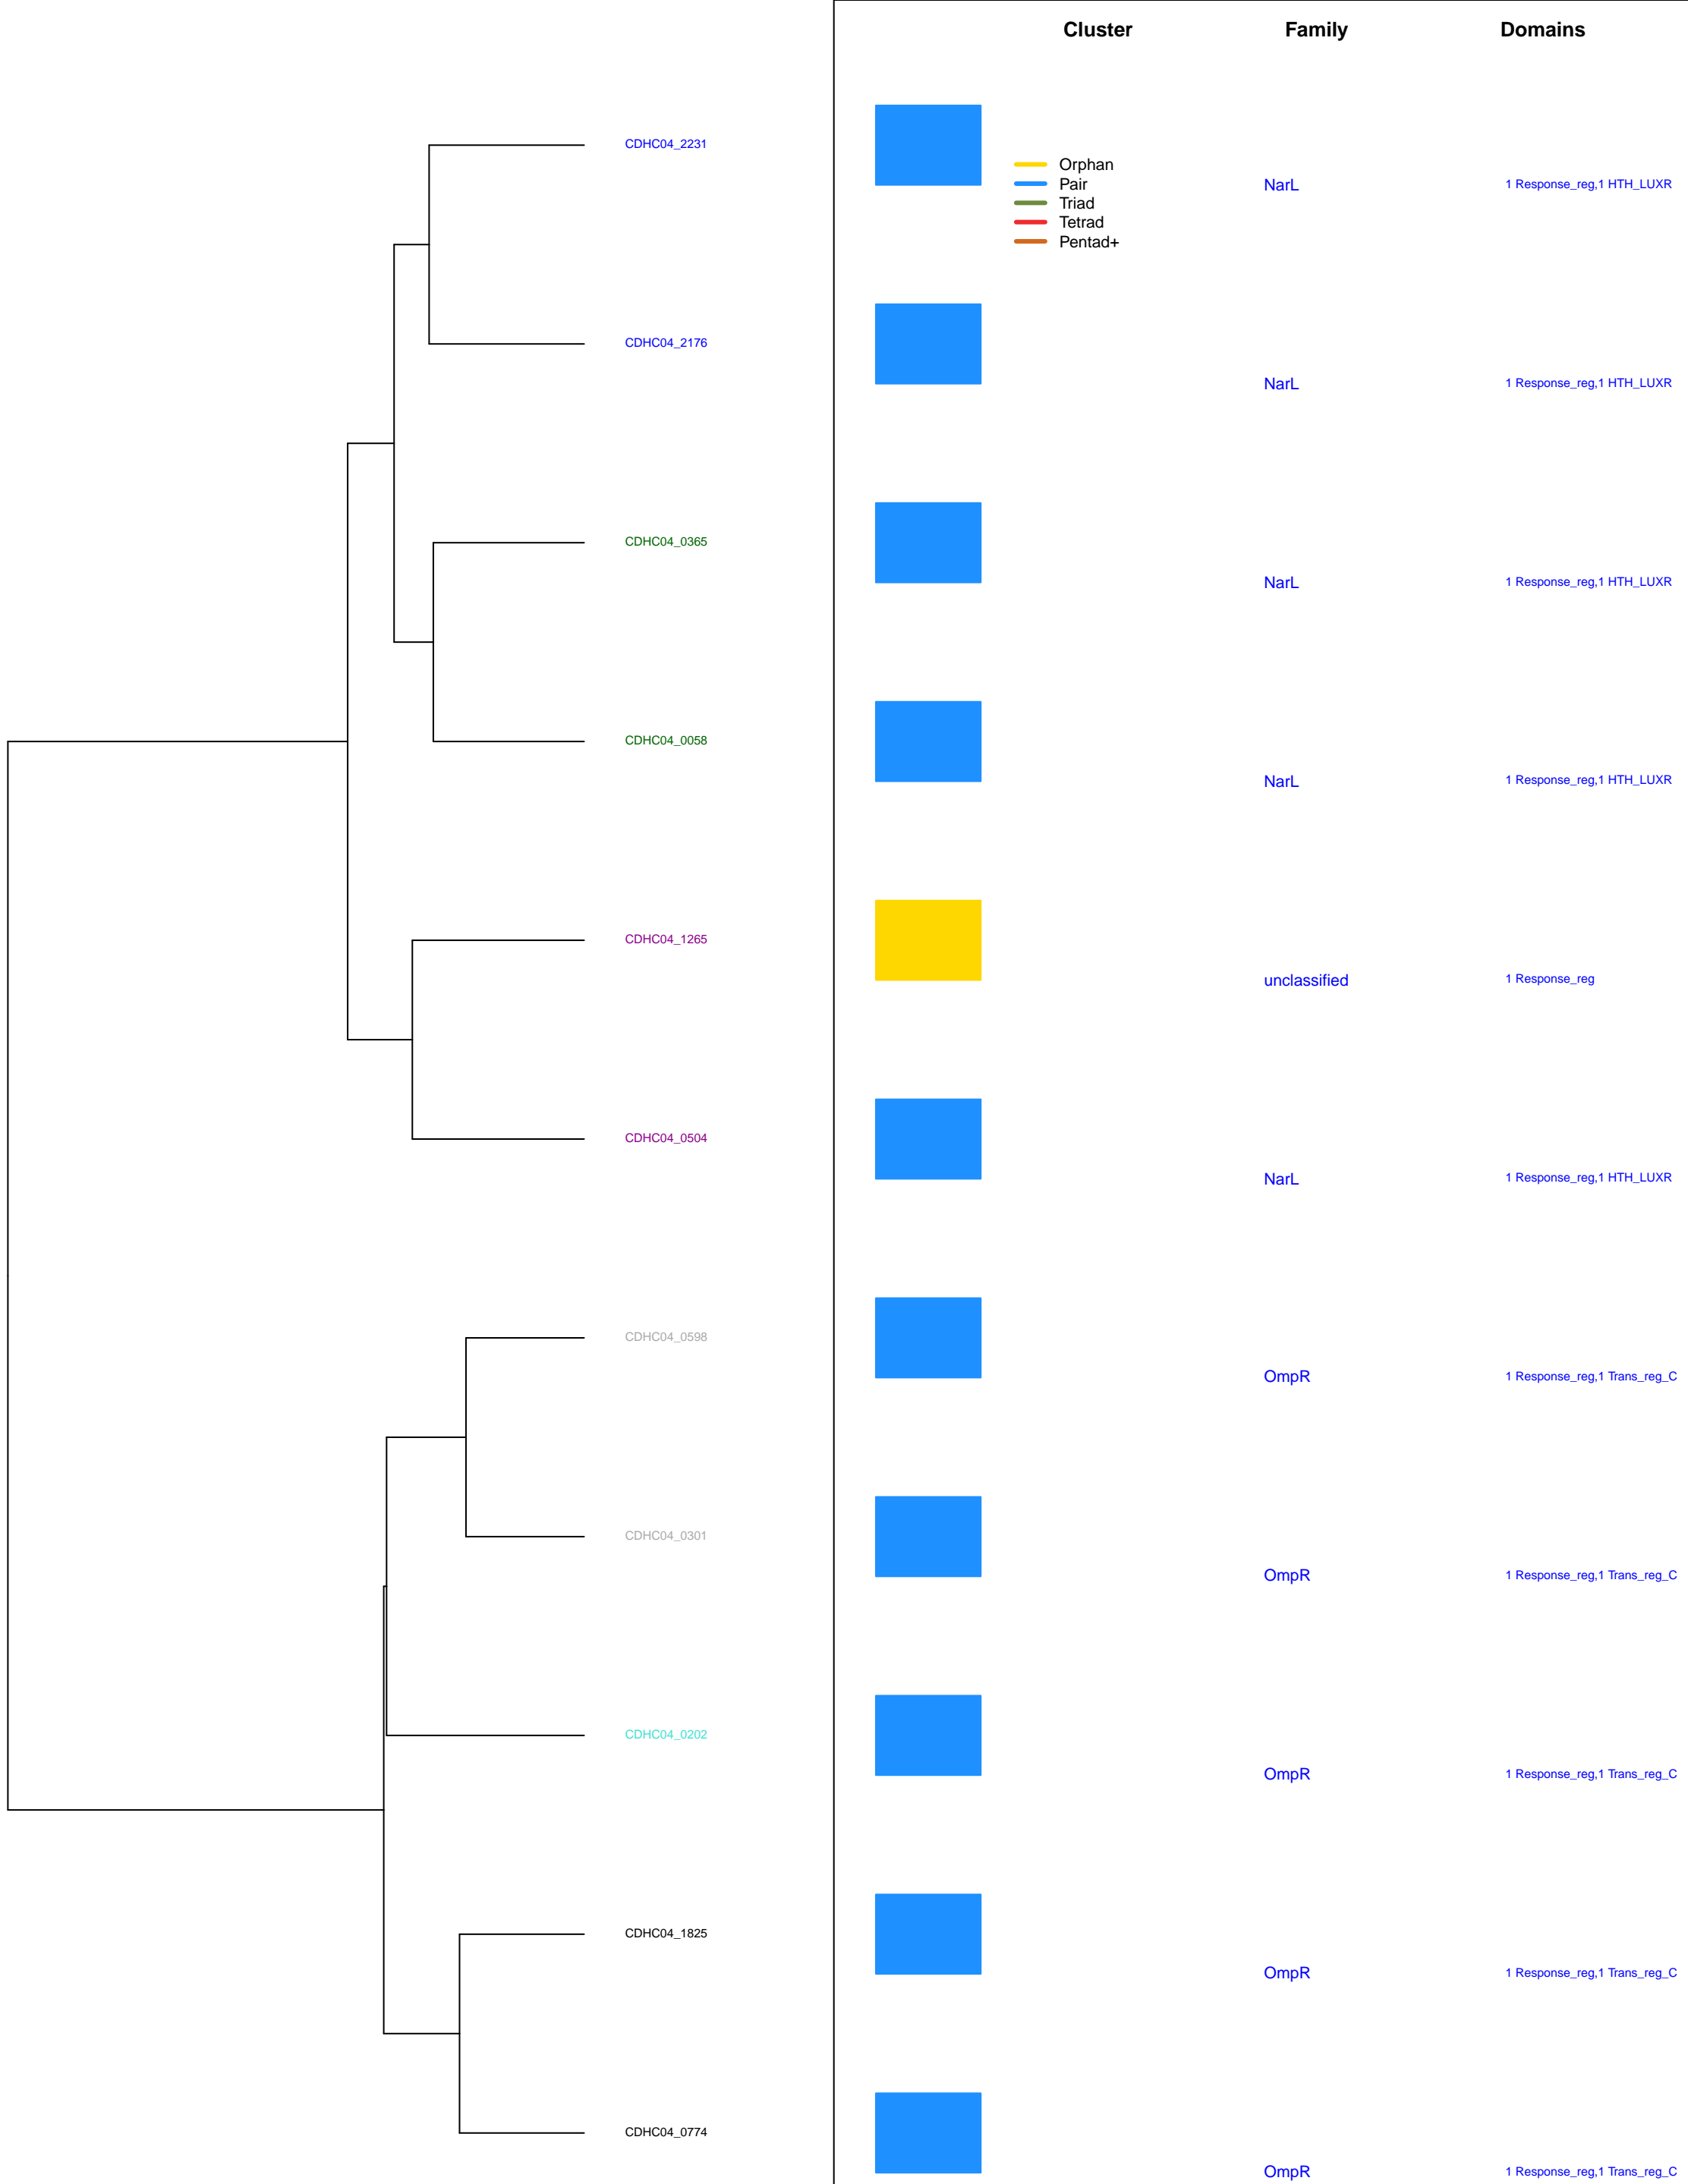 Cluster Family Domains
CDHC04_2231
Orphan
Pair
NarL 1 Response_reg,1 HTH_LUXR
Triad
Tetrad
Pentad+
CDHC04_2176
NarL 1 Response_reg,1 HTH_LUXR
CDHC04_0365
NarL 1 Response_reg,1 HTH_LUXR
CDHC04_0058
NarL 1 Response_reg,1 HTH_LUXR
CDHC04_1265
unclassified 1 Response_reg
CDHC04_0504
NarL 1 Response_reg,1 HTH_LUXR
CDHC04_0598
OmpR 1 Response_reg,1 Trans_reg_C
CDHC04_0301
OmpR 1 Response_reg,1 Trans_reg_C
CDHC04_0202
OmpR 1 Response_reg,1 Trans_reg_C
CDHC04_1825
OmpR 1 Response_reg,1 Trans_reg_C
CDHC04_0774
OmpR 1 Response_reg,1 Trans_reg_C